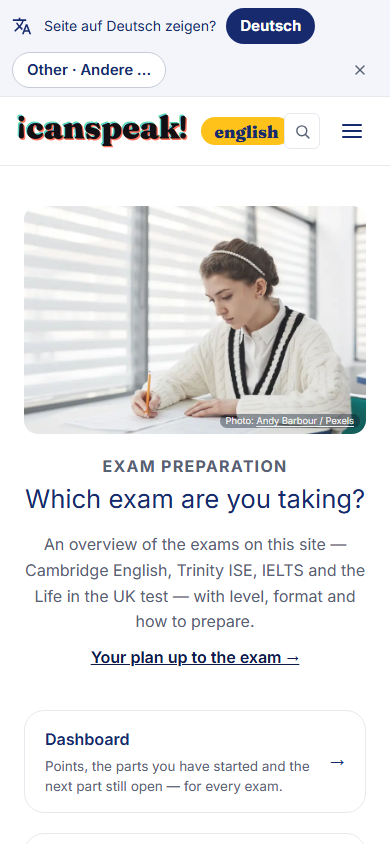 Seite auf Deutsch zeigen?
Deutsch
Other · Andere ...
icanspeak!
english
Photo: Andy Barbour / Pexels
EXAM PREPARATION
Which exam are you taking?
An overview of the exams on this site —
Cambridge English, Trinity ISE, IELTS and the
Life in the UK test — with level, format and
how to prepare.
Your plan up to the exam →
Dashboard
Points, the parts you have started and the
next part still open — for every exam.
→